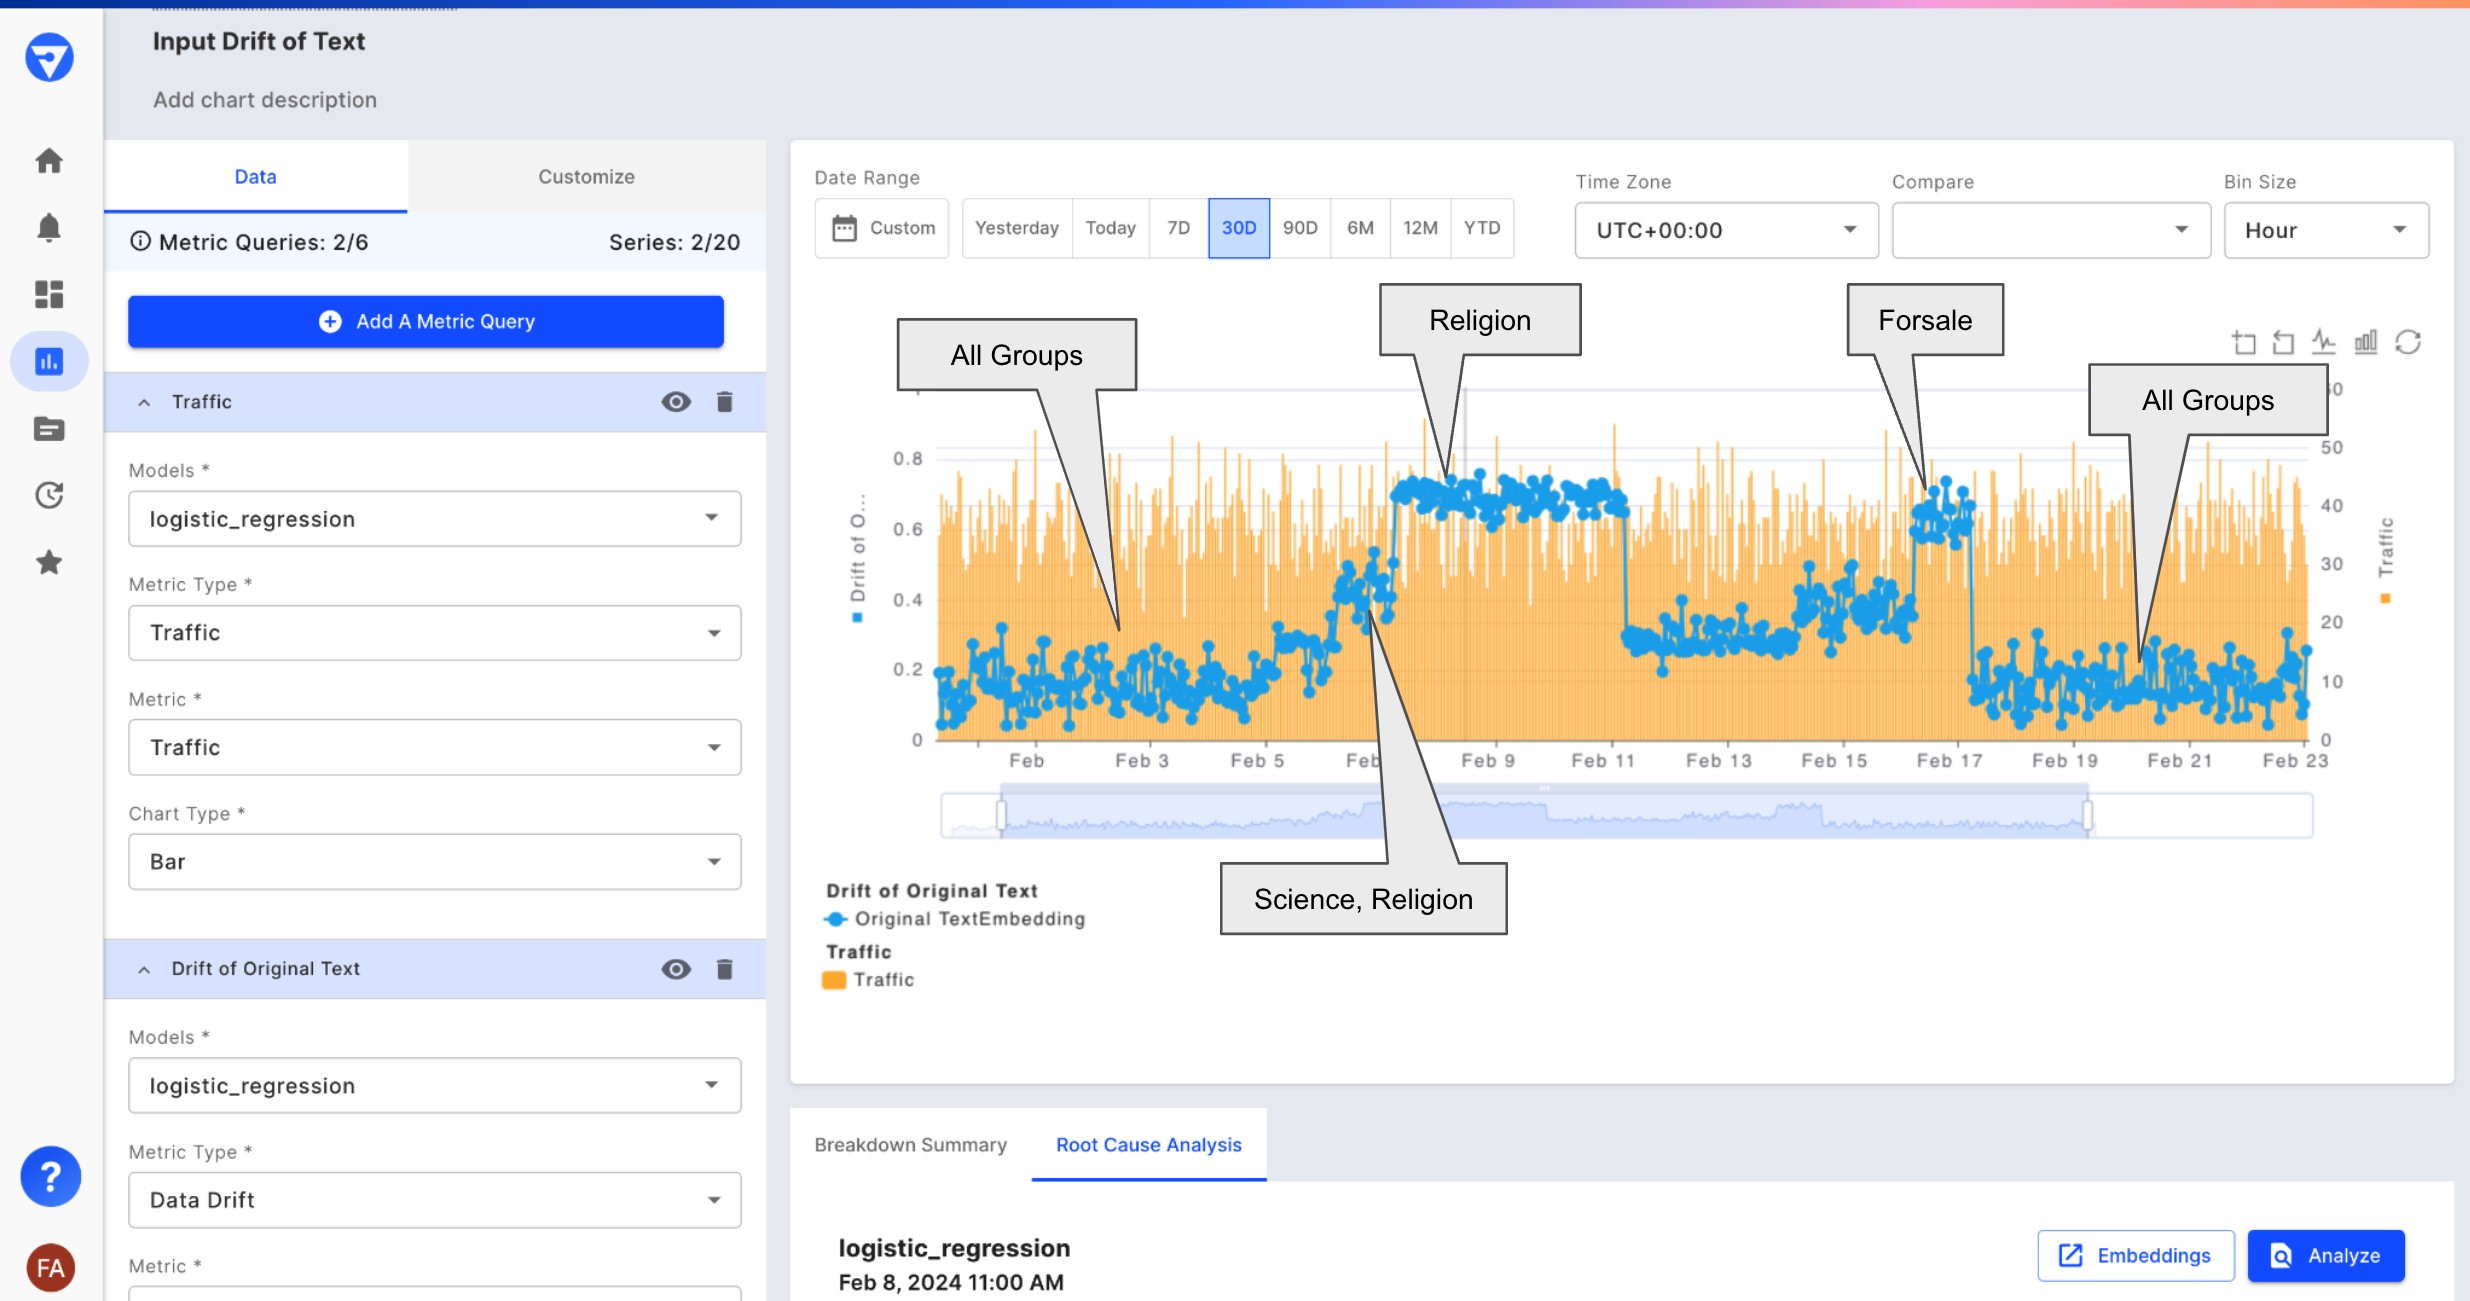 Input Drift of Text
Add chart description
Data
Customize
Metric Queries: 2/6
Series: 2/20
Add A Metric Query
Traffic
Models *
logistic_regression
Metric Type *
Traffic
Metric *
Traffic
Chart Type *
Bar
Drift of Original Text
Models *
logistic_regression
Metric Type *
Data Drift
Metric *
?
FA
Date Range
Custom
Yesterday
Today
7D
30D
90D
6M
12M
YTD
Time Zone
UTC+00:00
Compare
Bin Size
Hour
All Groups
Religion
Forsale
All Groups
Science, Religion
0.8
0.6
0.4
0.2
0
Drift of O...
50
40
30
20
10
0
Traffic
Feb
Feb 3
Feb 5
Feb
Feb 9
Feb 11
Feb 13
Feb 15
Feb 17
Feb 19
Feb 21
Feb 23
Drift of Original Text
Original TextEmbedding
Traffic
Traffic
Breakdown Summary
Root Cause Analysis
logistic_regression
Feb 8, 2024 11:00 AM
Embeddings
Analyze